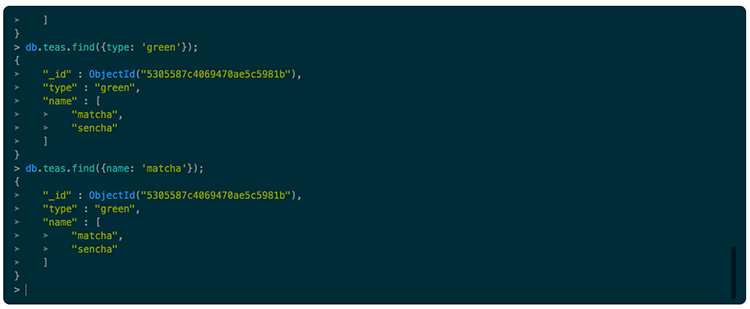 ➤    ]
}
> db.teas.find({type: 'green'});
{
➤    "_id" : ObjectId("5305587c4069470ae5c5981b"),
➤    "type" : "green",
➤    "name" : [
➤    ➤    "matcha",
➤    ➤    "sencha"
➤    ]
}
> db.teas.find({name: 'matcha'});
{
➤    "_id" : ObjectId("5305587c4069470ae5c5981b"),
➤    "type" : "green",
➤    "name" : [
➤    ➤    "matcha",
➤    ➤    "sencha"
➤    ]
}
>